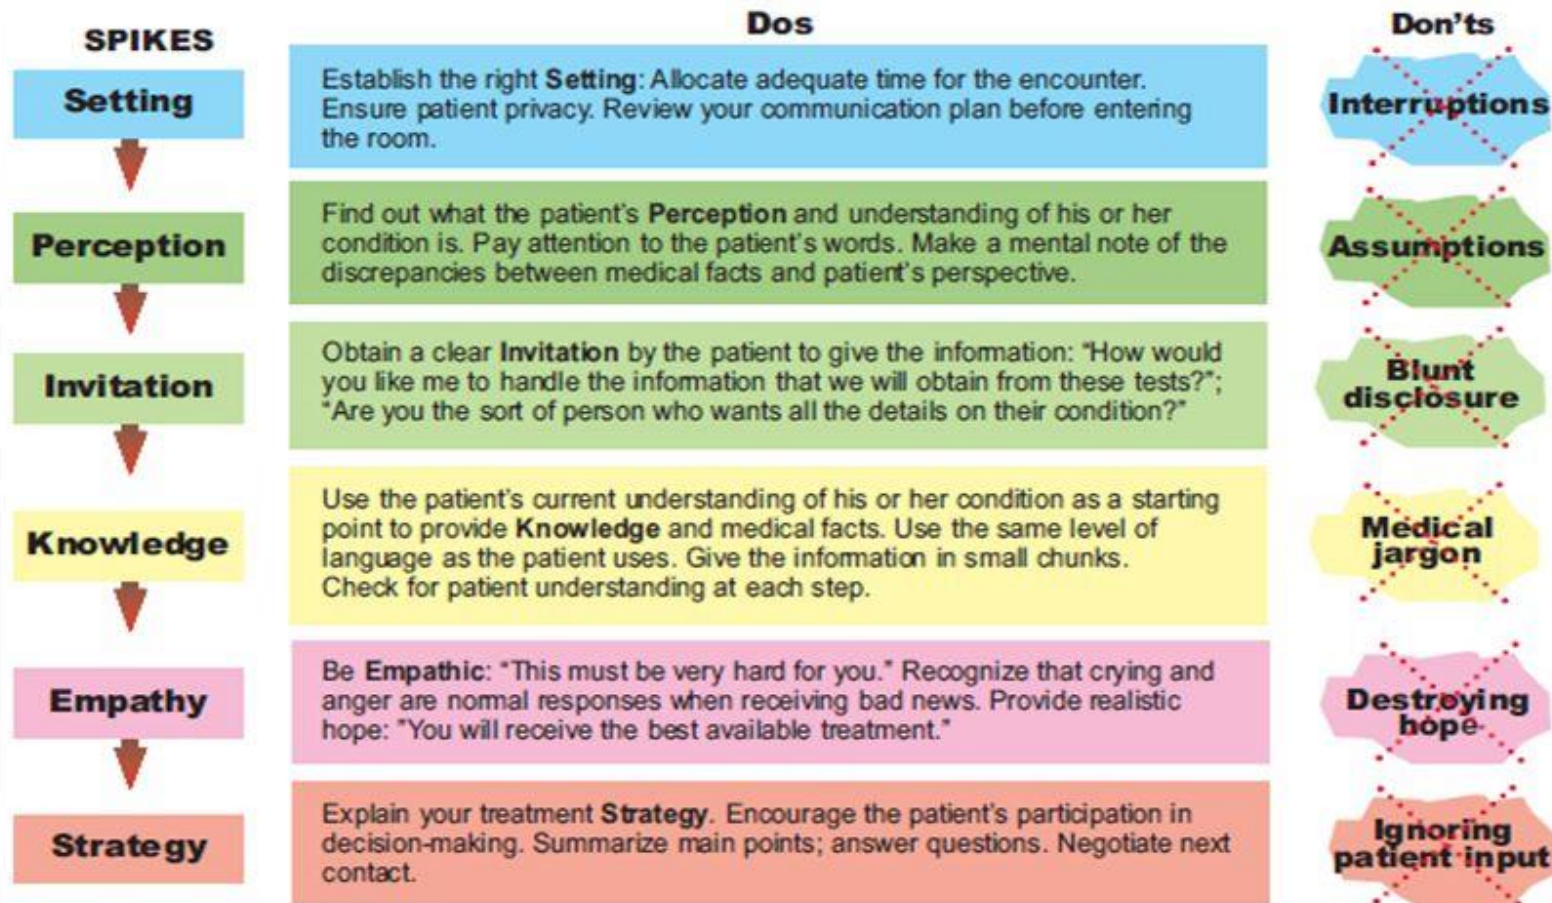 SPIKES
Dos
Don'ts
Setting
Establish the right Setting: Allocate adequate time for the encounter.
Ensure patient privacy. Review your communication plan before entering
the room.
Interruptions
Perception
Find out what the patient's Perception and understanding of his or her
condition is. Pay attention to the patient's words. Make a mental note of the
discrepancies between medical facts and patient's perspective.
Assumptions
Invitation
Obtain a clear Invitation by the patient to give the information: "How would
you like me to handle the information that we will obtain from these tests?";
"Are you the sort of person who wants all the details on their condition?"
Blunt
disclosure
Knowledge
Use the patient's current understanding of his or her condition as a starting
point to provide Knowledge and medical facts. Use the same level of
language as the patient uses. Give the information in small chunks.
Check for patient understanding at each step.
Medical
jargon
Empathy
Be Empathic: "This must be very hard for you." Recognize that crying and
anger are normal responses when receiving bad news. Provide realistic
hope: "You will receive the best available treatment."
Destroying
hope
Strategy
Explain your treatment Strategy. Encourage the patient's participation in
decision-making. Summarize main points; answer questions. Negotiate next
contact.
Ignoring
patient input